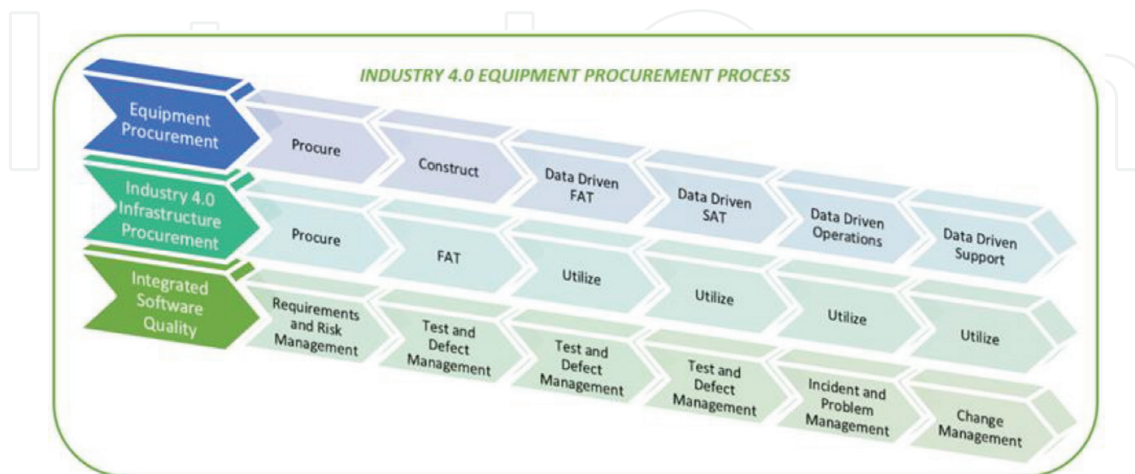 INDUSTRY 4.0 EQUIPMENT PROCUREMENT PROCESS
Equipment
Procurement
Procure
Construct
Data Driven
FAT
Data Driven
SAT
Data Driven
Operations
Data Driven
Support
Industry 4.0
Infrastructure
Procurement
Procure
FAT
Utilize
Utilize
Utilize
Utilize
Integrated
Software
Quality
Requirements
and Risk
Management
Test and
Defect
Management
Test and
Defect
Management
Test and
Defect
Management
Incident and
Problem
Management
Change
Management